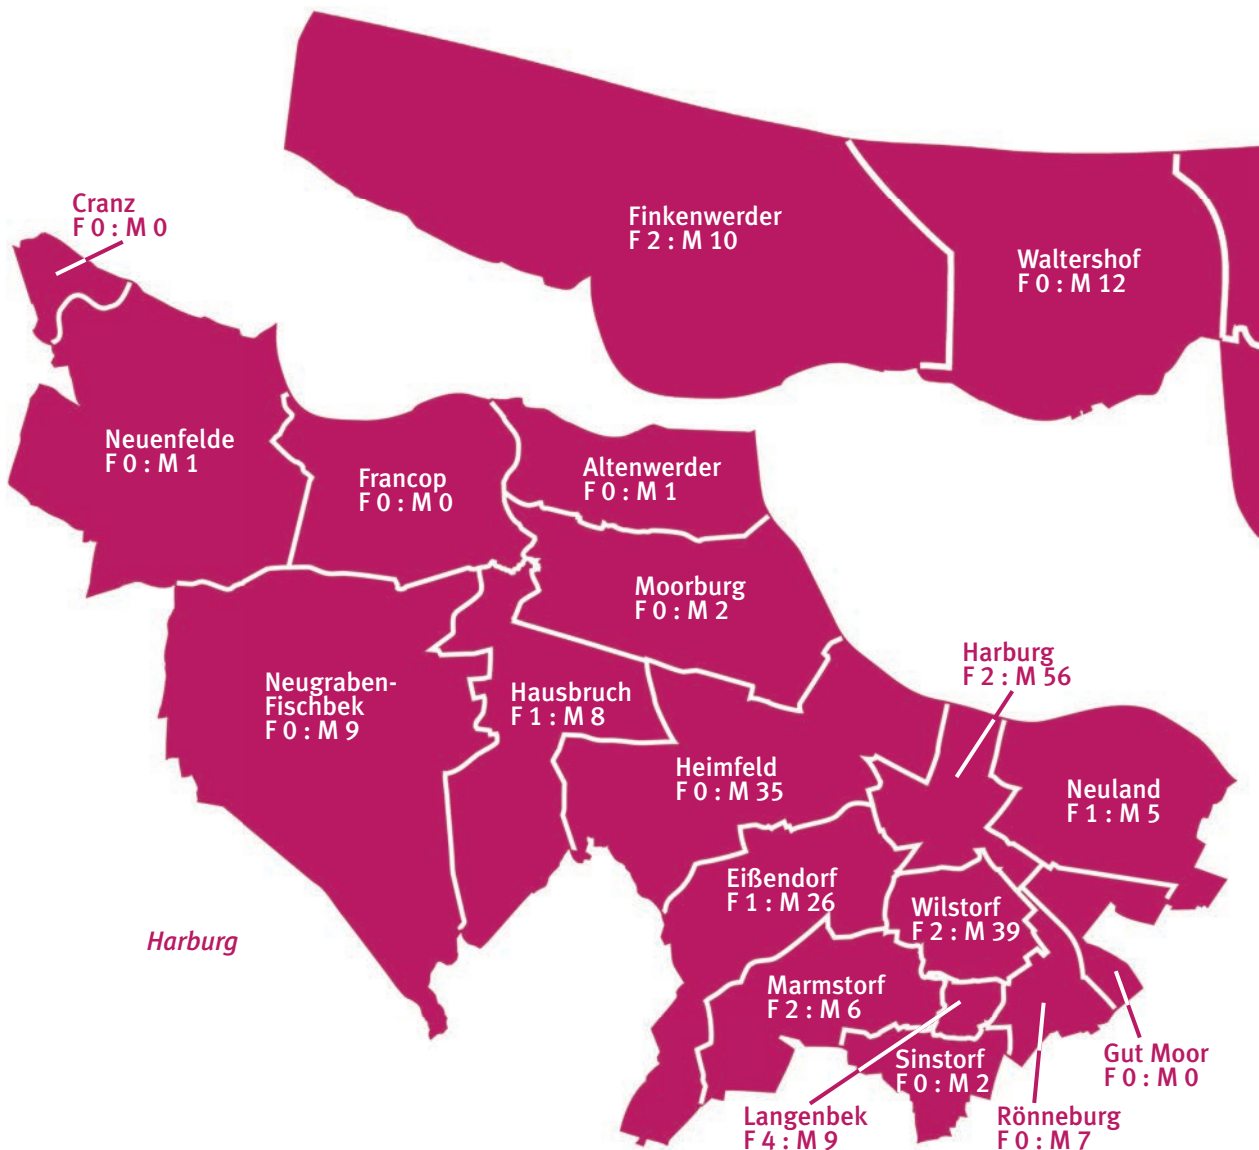 Cranz
F 0 : M 0
Finkenwerder
F 2 : M 10
Waltershof
F 0 : M 12
Neuenfelde
F 0 : M 1
Francop
F 0 : M 0
Altenwerder
F 0 : M 1
Moorburg
F 0 : M 2
Harburg
F 2 : M 56
Neugraben-
Fischbek
F 0 : M 9
Hausbruch
F 1 : M 8
Heimfeld
F 0 : M 35
Neuland
F 1 : M 5
Eißendorf
F 1 : M 26
Wilstorf
F 2 : M 39
Harburg
Marmstorf
F 2 : M 6
Sinstorf
F 0 : M 2
Gut Moor
F 0 : M 0
Langenbek
F 4 : M 9
Rönneburg
F 0 : M 7